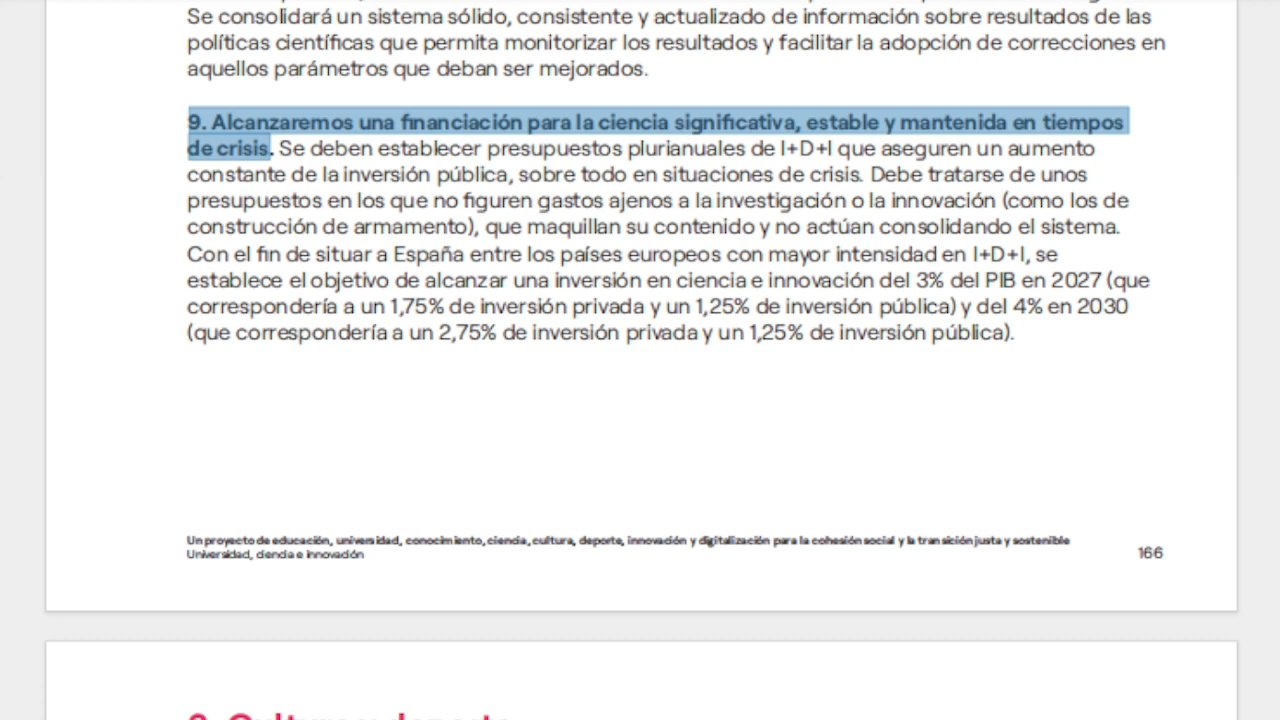 Se consolidará un sistema sólido, consistente y actualizado de información sobre resultados de las
políticas científicas que permita monitorizar los resultados y facilitar la adopción de correcciones en
aquellos parámetros que deban ser mejorados.
9. Alcanzaremos una financiación para la ciencia significativa, estable y mantenida en tiempos
de crisis. Se deben establecer presupuestos plurianuales de I+D+I que aseguren un aumento
constante de la inversión pública, sobre todo en situaciones de crisis. Debe tratarse de unos
presupuestos en los que no figuren gastos ajenos a la investigación o la innovación (como los de
construcción de armamento), que maquillan su contenido y no actúan consolidando el sistema.
Con el fin de situar a España entre los países europeos con mayor intensidad en I+D+I, se
establece el objetivo de alcanzar una inversión en ciencia e innovación del 3% del PIB en 2027 (que
correspondería a un 1,75% de inversión privada y un 1,25% de inversión pública) y del 4% en 2030
(que correspondería a un 2,75% de inversión privada y un 1,25% de inversión pública).
Un proyecto de educación, universidad, conocimiento, ciencia, cultura, deporte, innovación y digitalización para la cohesión social y la transición justa y sostenible
Universidad, ciencia e innovación
166